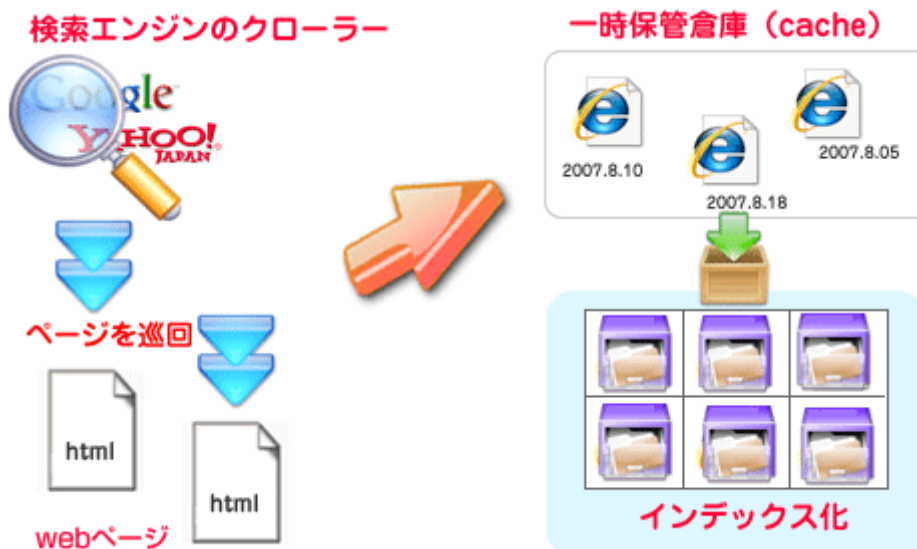 検索エンジンのクローラー
Google
YAHOO!
JAPAN
ページを巡回
html
html
webページ
一時保管倉庫（cache）
2007.8.10
2007.8.18
2007.8.05
インデックス化